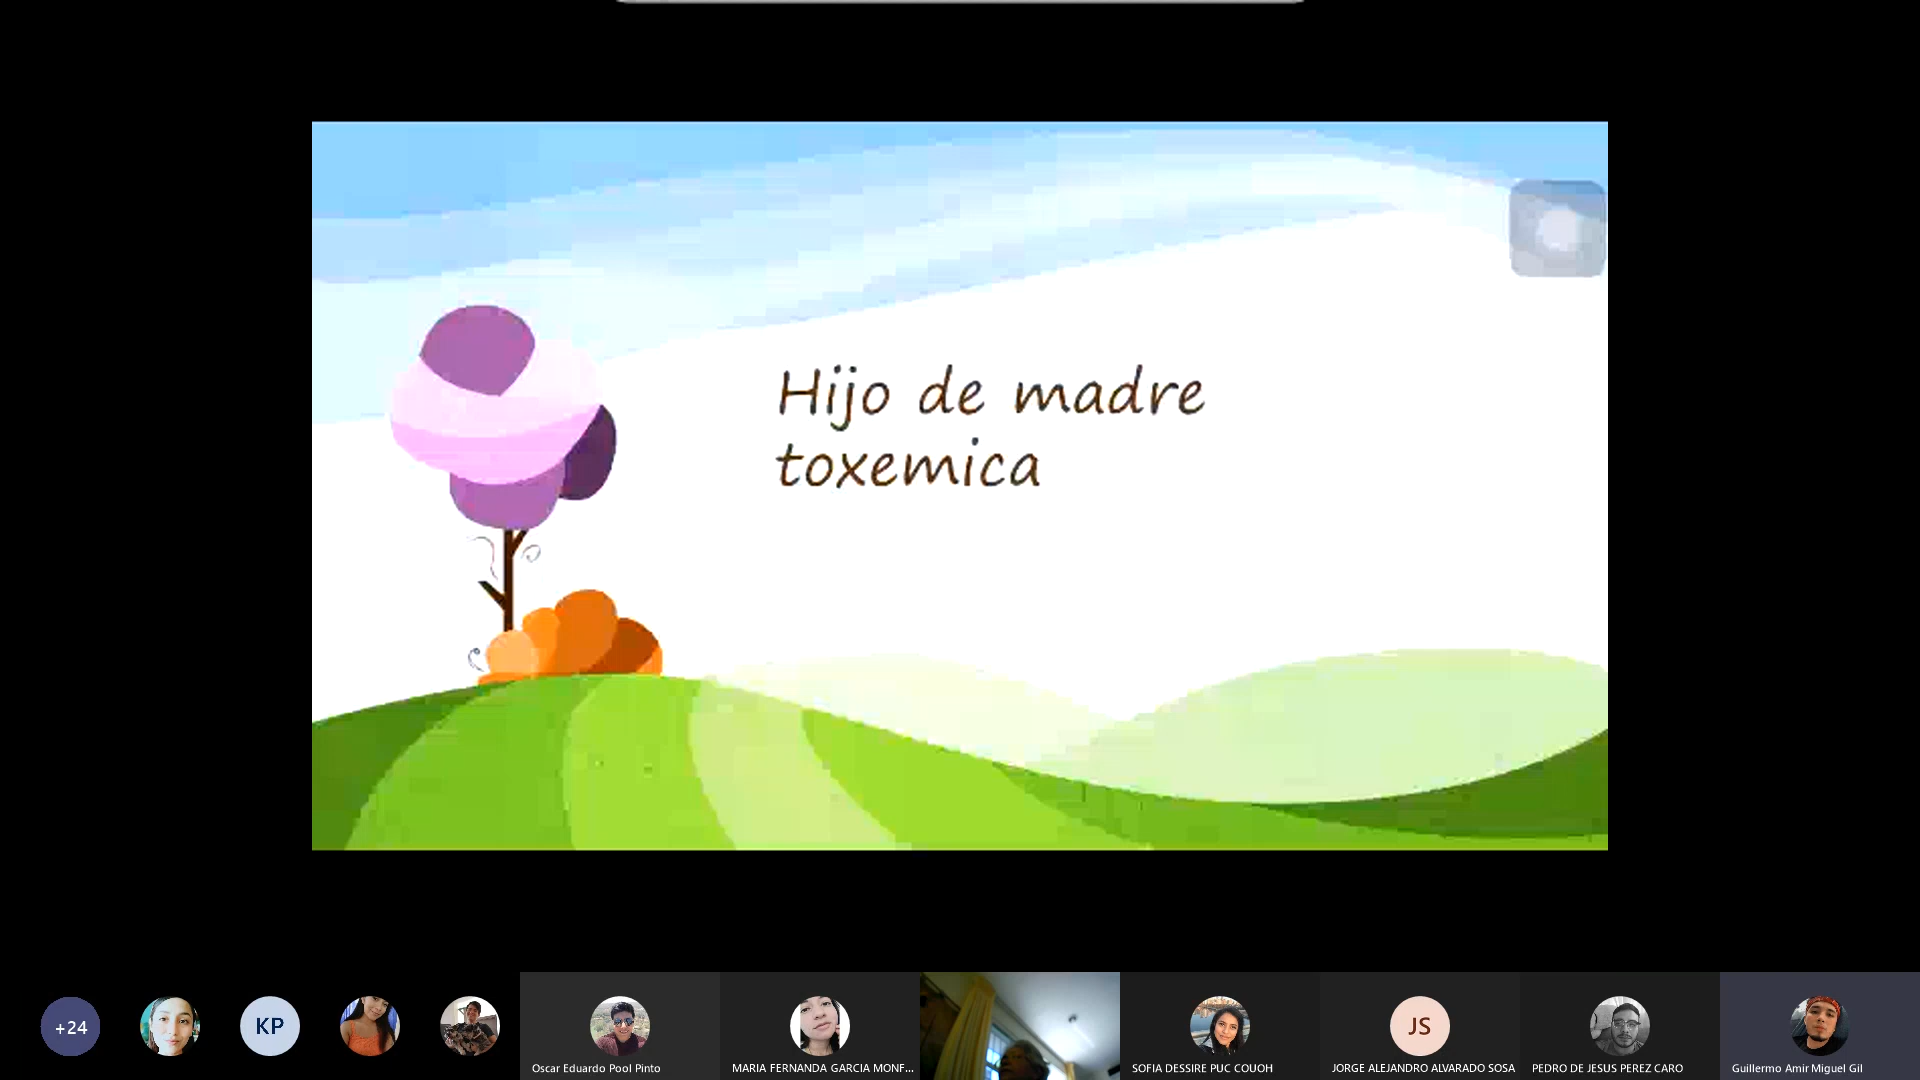 Hijo de madre
toxemica
+24
KP
Oscar Eduardo Pool Pinto
MARIA FERNANDA GARCIA MONF...
SOFIA DESSIRE PUC COUOH
JS
JORGE ALEJANDRO ALVARADO SOSA
PEDRO DE JESUS PEREZ CARO
Guillermo Amir Miguel Gil